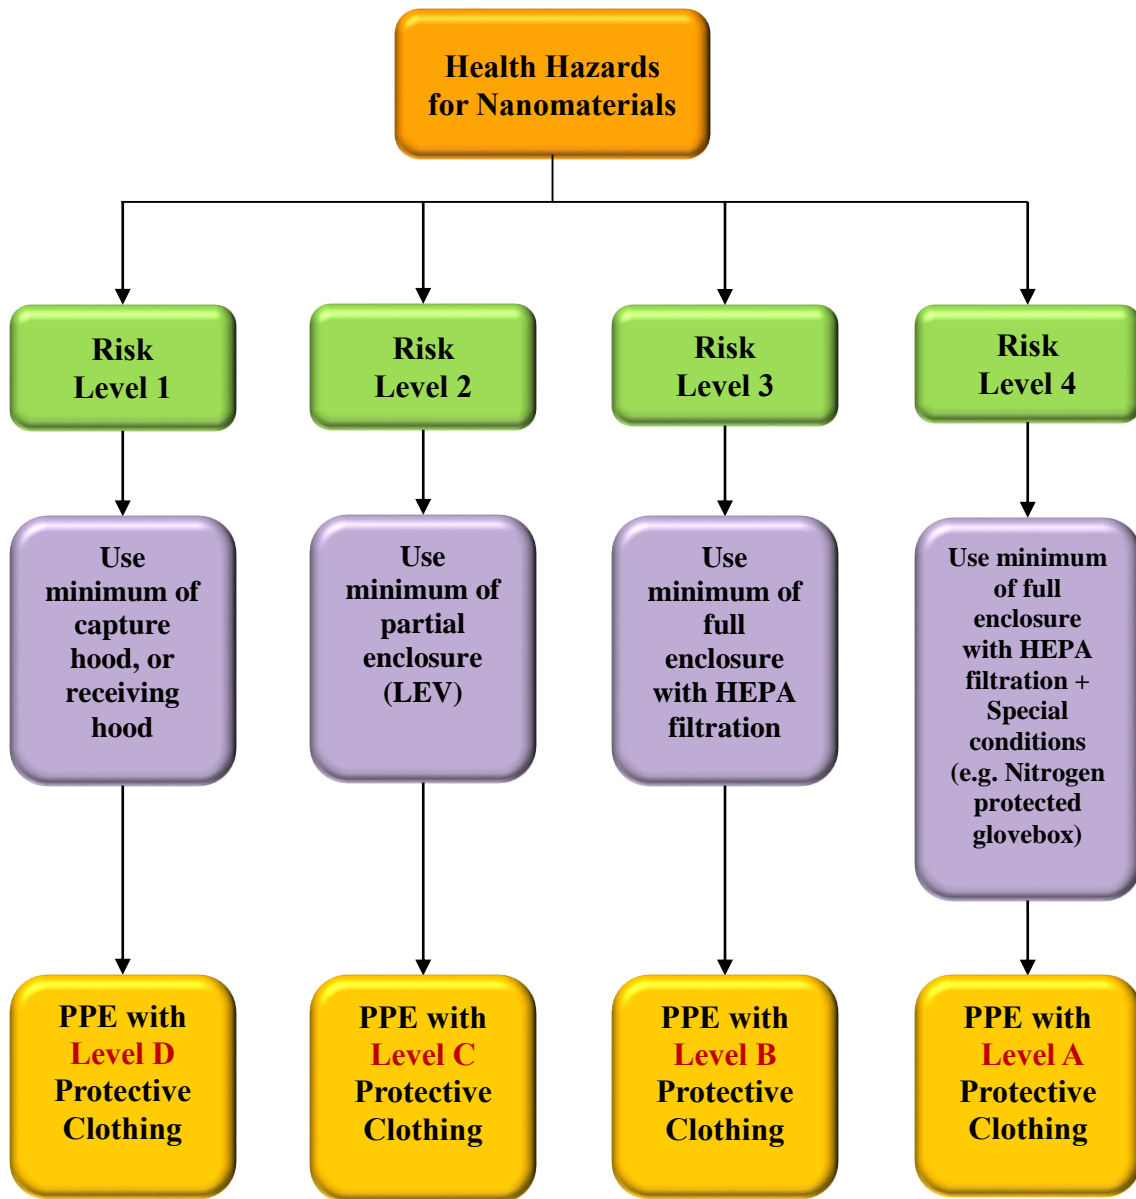 Health Hazards
for Nanomaterials
Risk
Level 1
Risk
Level 2
Risk
Level 3
Risk
Level 4
Use
minimum of
capture
hood, or
receiving
hood
Use
minimum of
partial
enclosure
(LEV)
Use
minimum of
full
enclosure
with HEPA
filtration
Use minimum
of full
enclosure
with HEPA
filtration +
Special
conditions
(e.g. Nitrogen
protected
glovebox)
PPE with
Level D
Protective
Clothing
PPE with
Level C
Protective
Clothing
PPE with
Level B
Protective
Clothing
PPE with
Level A
Protective
Clothing